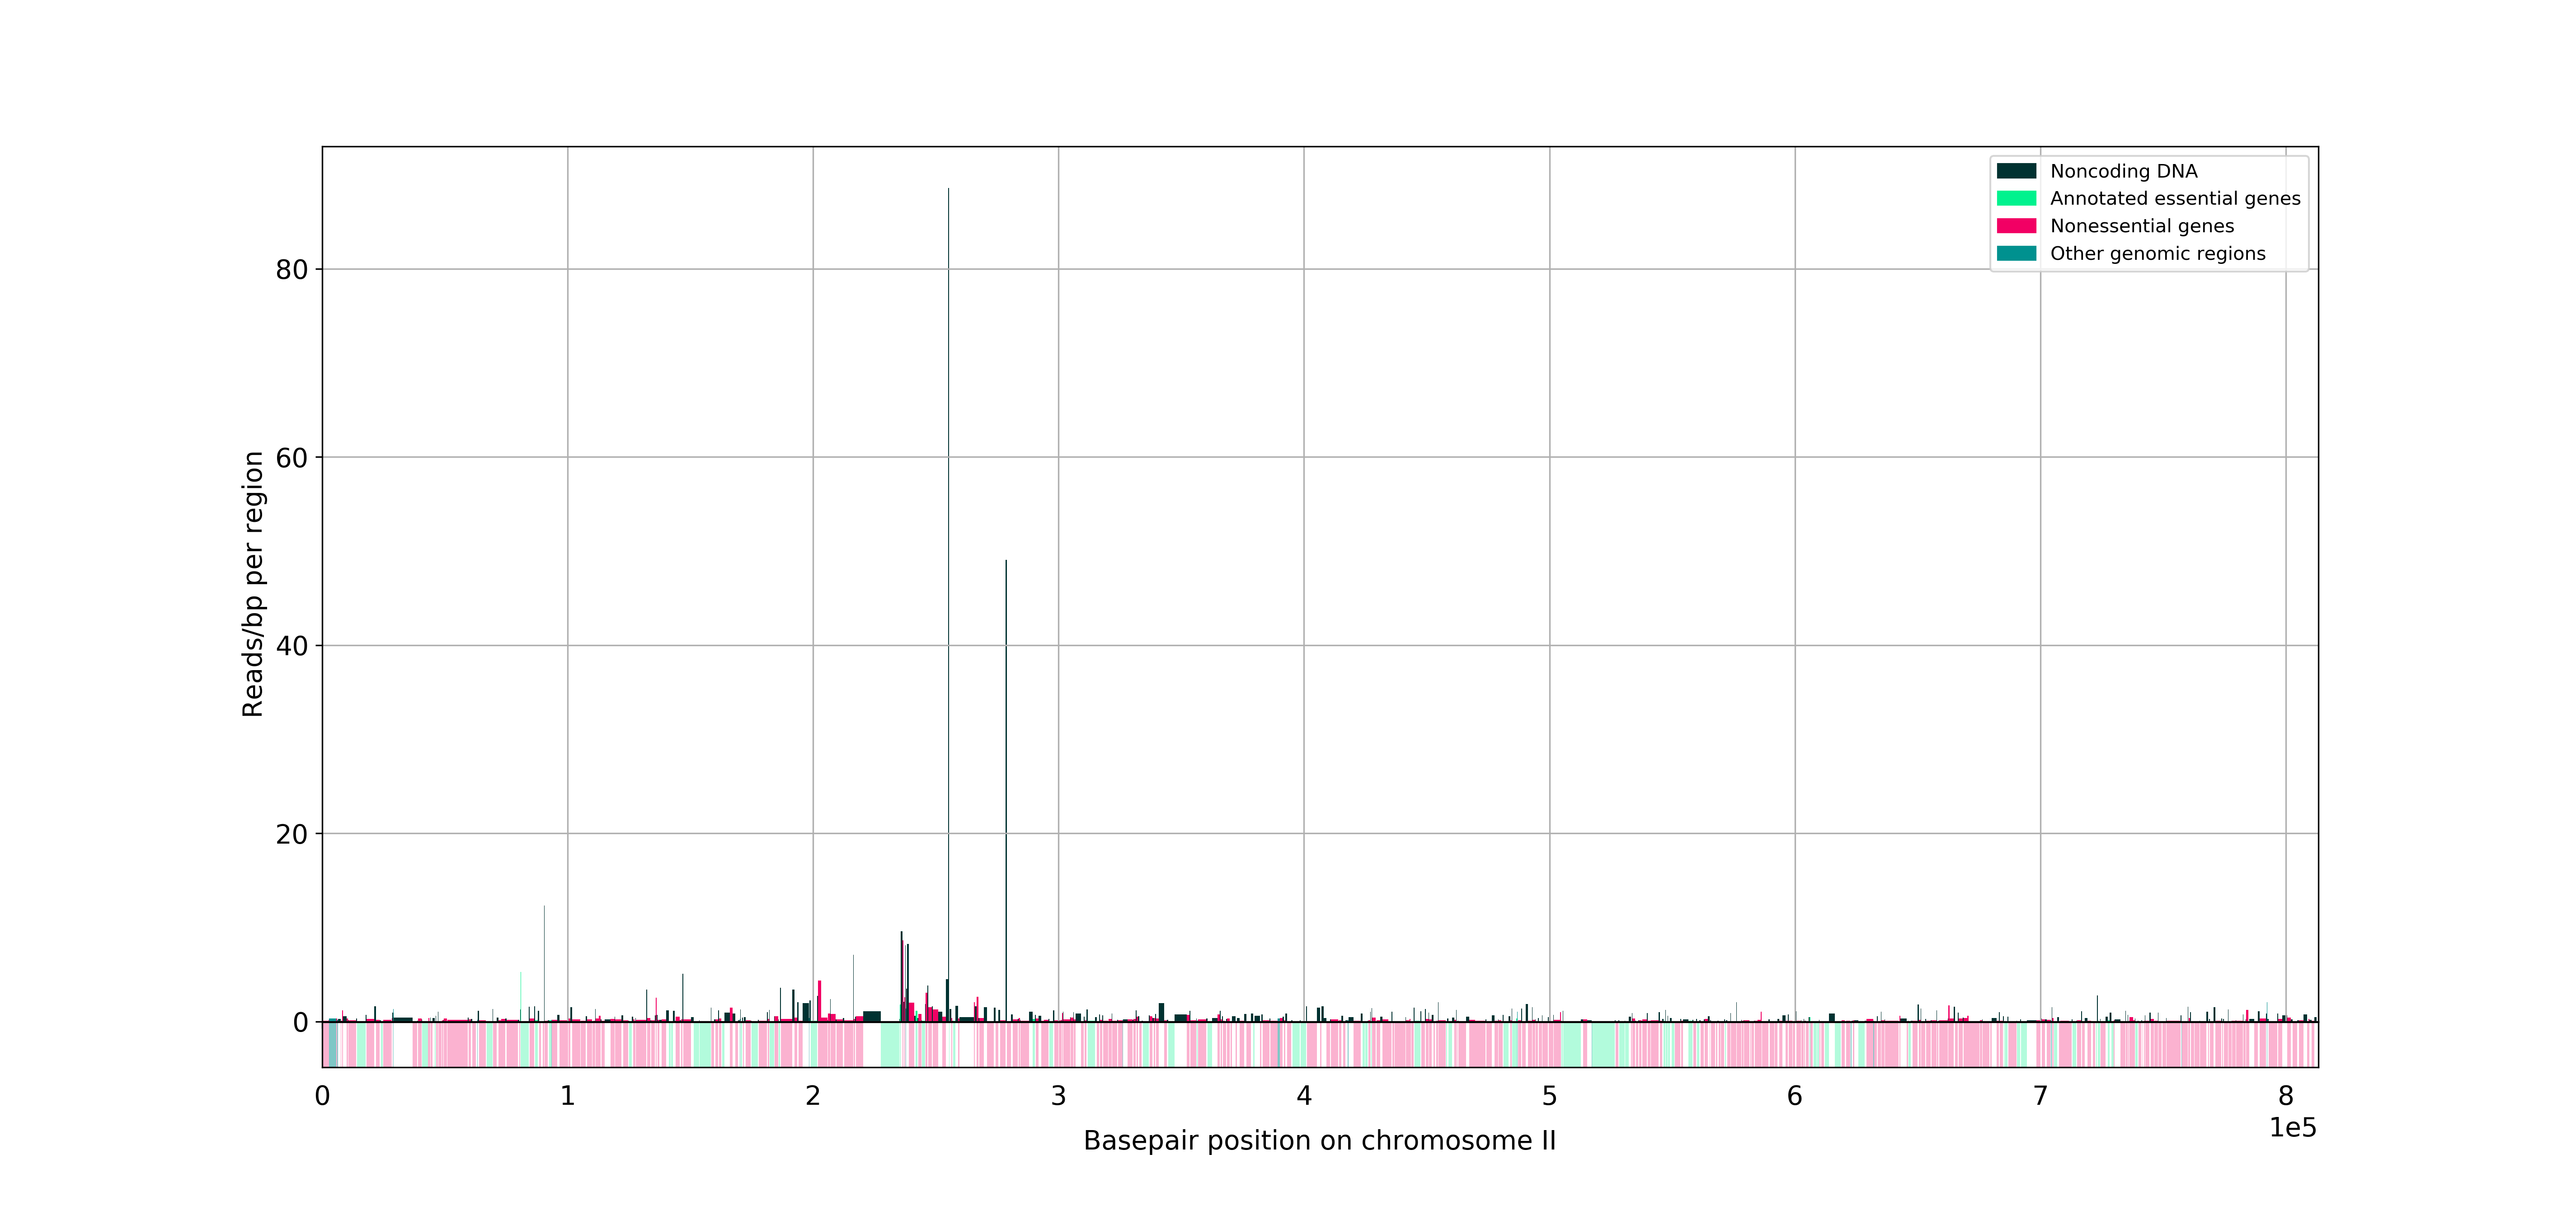 Noncoding DNA
Annotated essential genes
Nonessential genes
Other genomic regions
Reads/bp per region
80
60
40
20
0
0 1 2 3 4 5 6 7 8
1e5
Basepair position on chromosome II